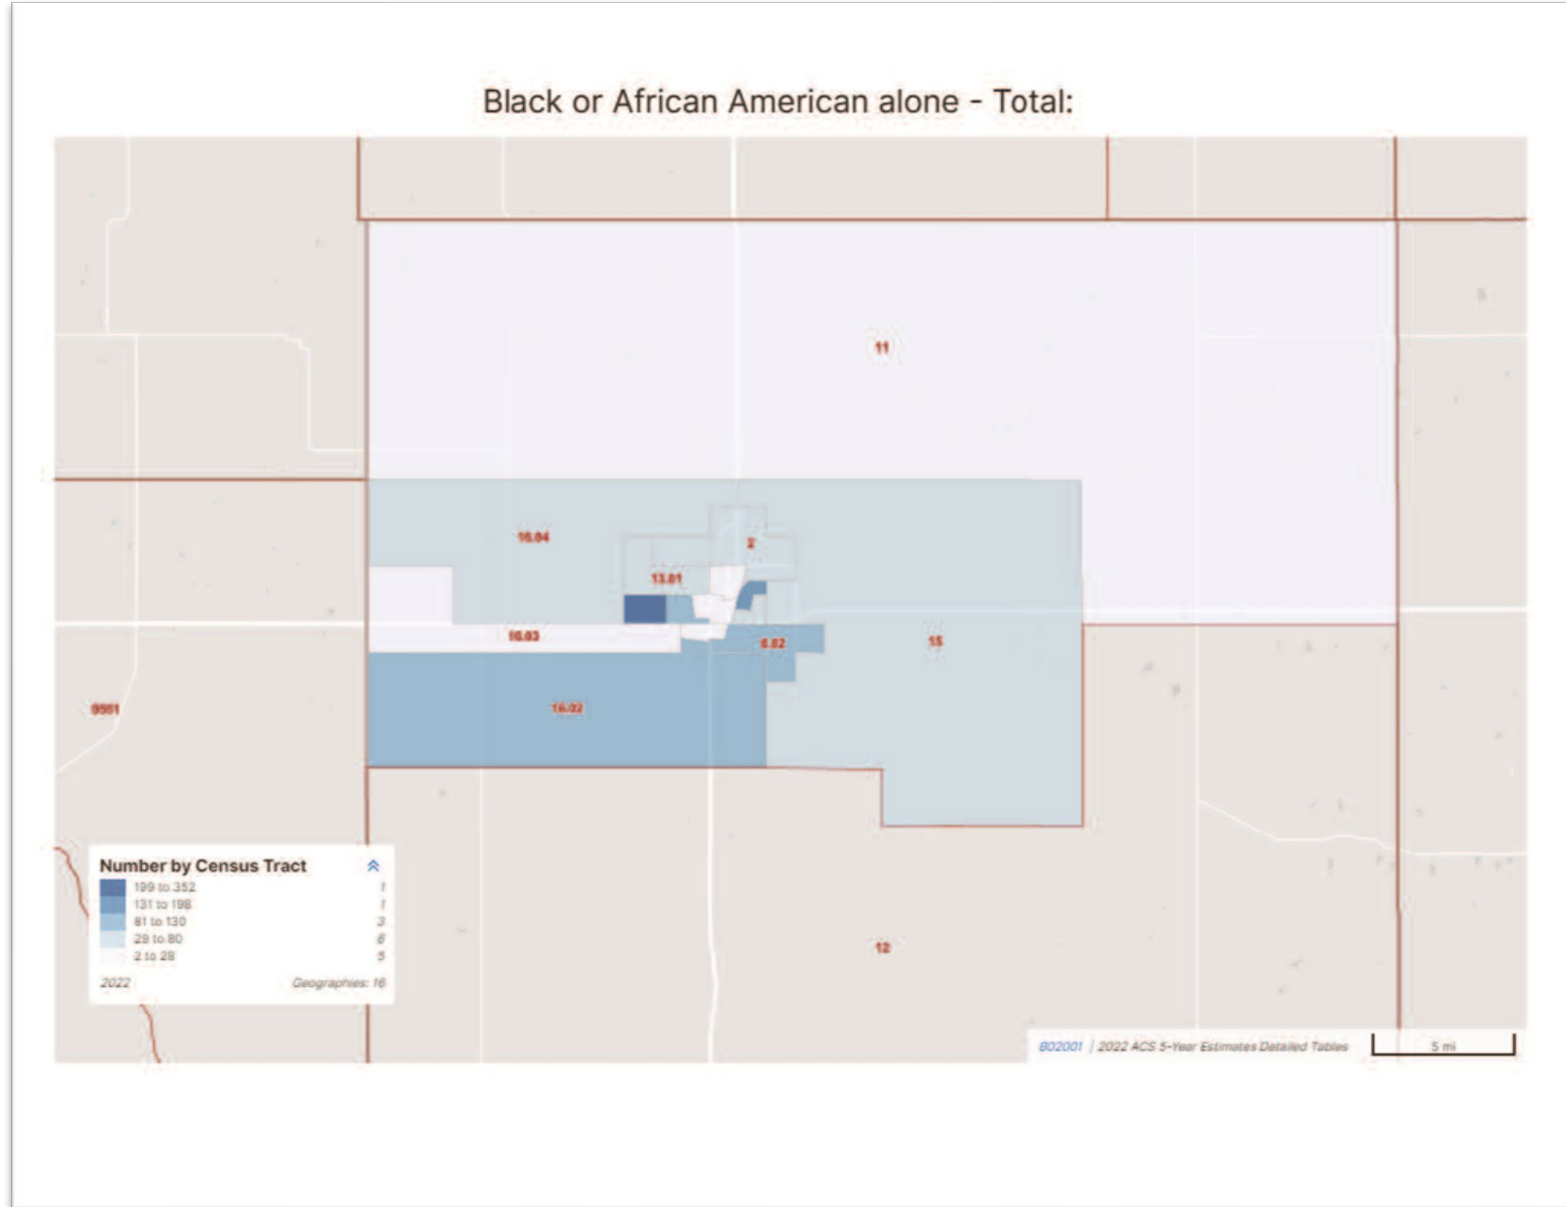 Black or African American alone - Total:
11
16.04
2
13.01
16.03
8.02
15
9551
16.02
12
Number by Census Tract
199 to 352 1
131 to 198 1
81 to 130 3
29 to 80 6
2 to 28 5
2022 Geographies: 16
B02001 | 2022 ACS 5-Year Estimates Detailed Tables
5 mi